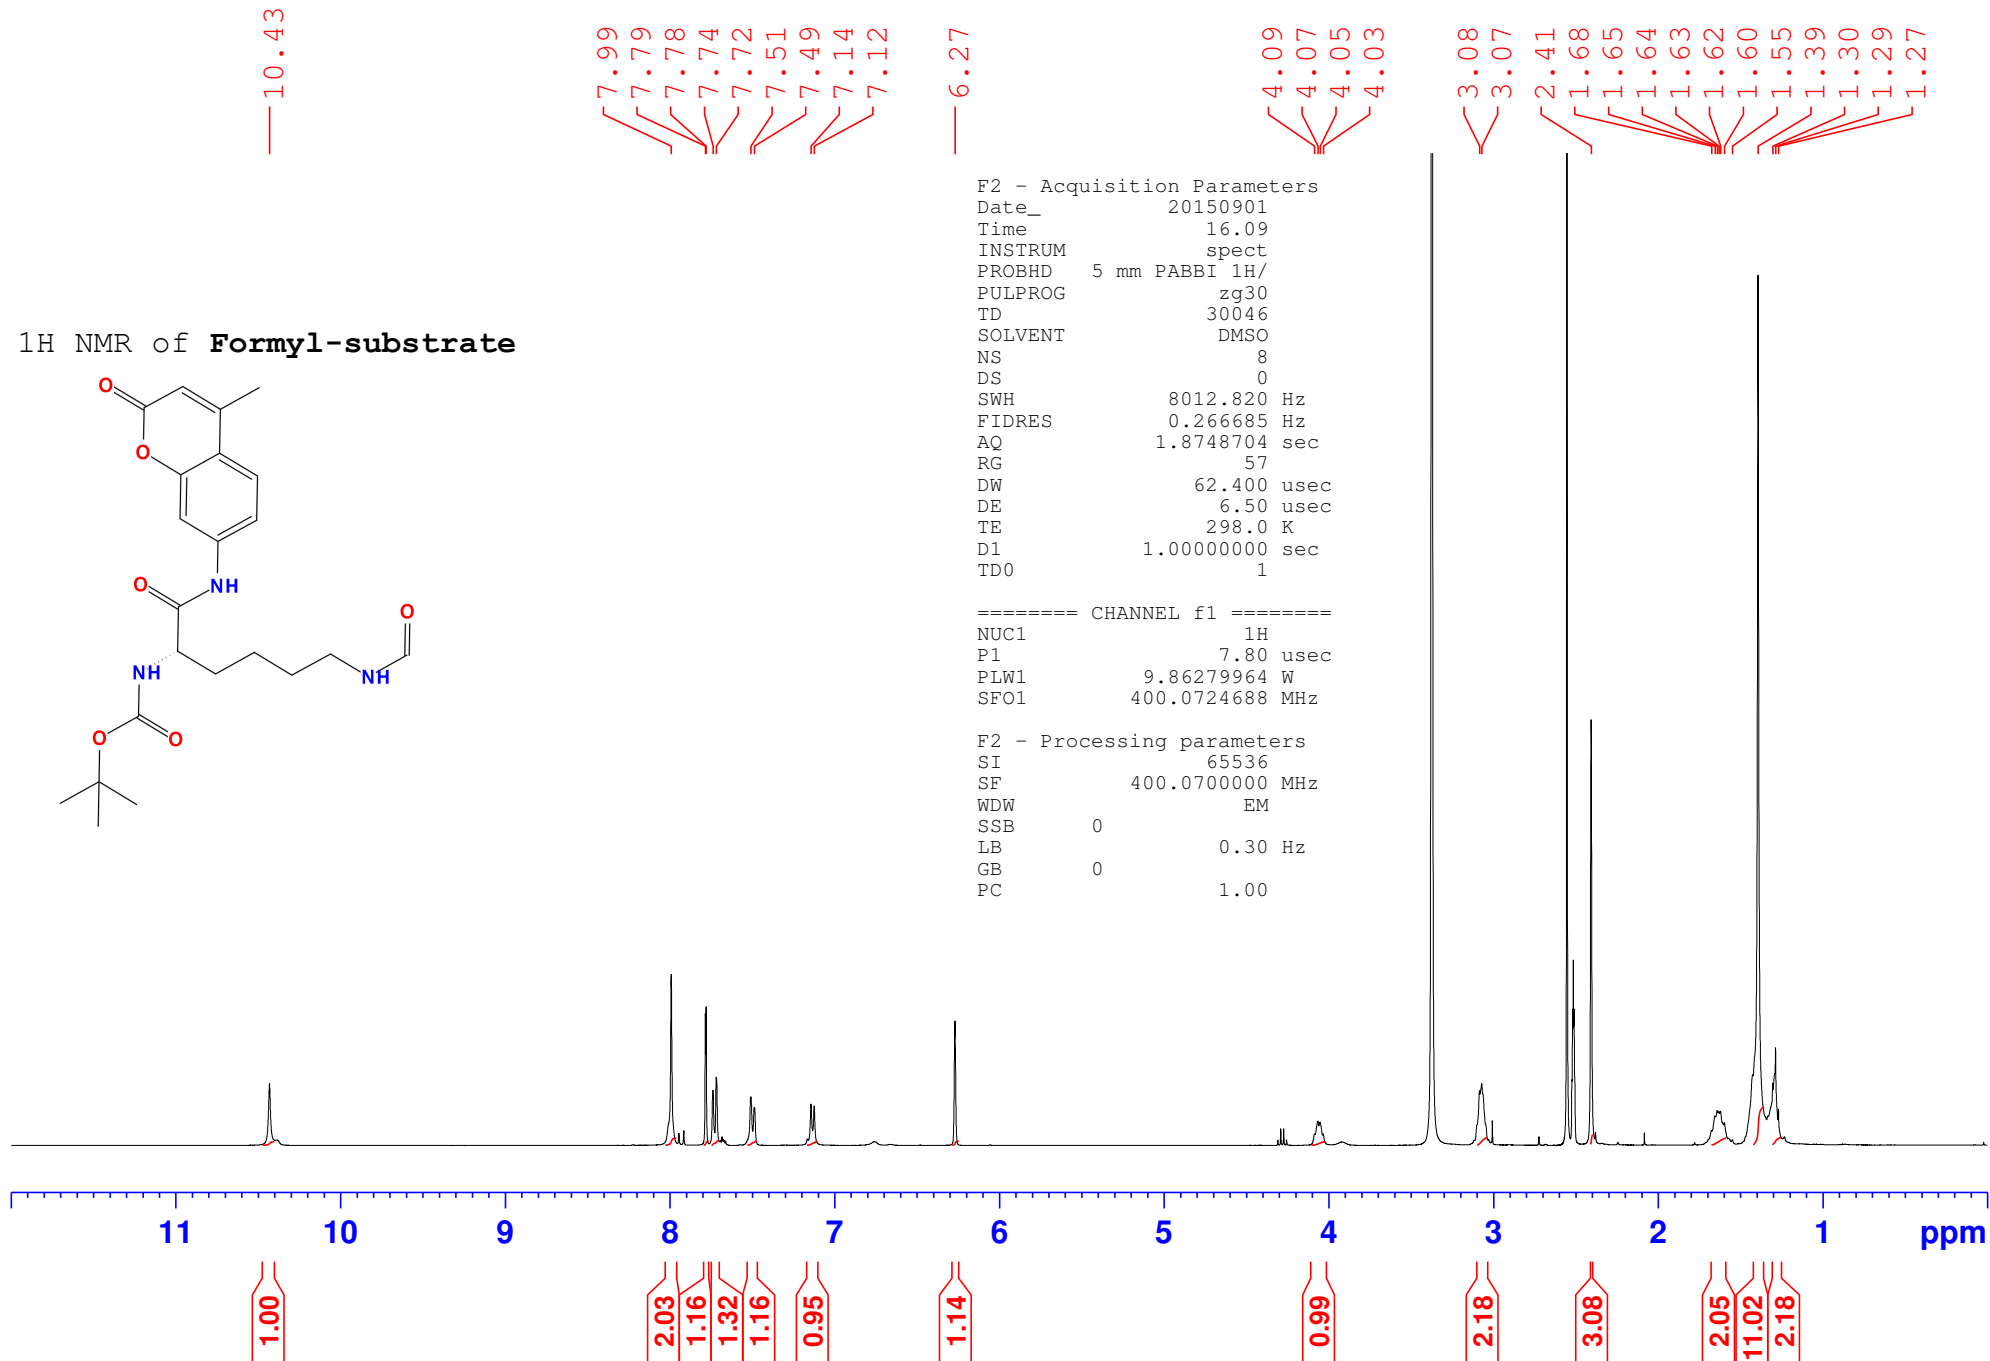 10.43
7.99
7.79
7.78
7.74
7.72
7.51
7.49
7.14
7.12
6.27
4.09
4.07
4.05
4.03
3.08
3.07
2.41
1.68
1.65
1.64
1.63
1.62
1.60
1.55
1.39
1.30
1.29
1.27
F2 - Acquisition Parameters
Date_ 20150901
Time 16.09
INSTRUM spect
PROBHD 5 mm PABBI 1H/
PULPROG zg30
TD 30046
SOLVENT DMSO
NS 8
DS 0
SWH 8012.820 Hz
FIDRES 0.266685 Hz
AQ 1.8748704 sec
RG 57
DW 62.400 usec
DE 6.50 usec
TE 298.0 K
D1 1.00000000 sec
TD0 1
======== CHANNEL f1 ========
NUC1 1H
P1 7.80 usec
PLW1 9.86279964 W
SFO1 400.0724688 MHz
F2 - Processing parameters
SI 65536
SF 400.0700000 MHz
WDW EM
SSB 0
LB 0.30 Hz
GB 0
PC 1.00
1H NMR of Formyl-substrate
O
O
O
NH
O
NH
NH
O
O
11 10 9 8 7 6 5 4 3 2 1 ppm
1.00
2.03
1.16
1.32
1.16
0.95
1.14
0.99
2.18
3.08
2.05
11.02
2.18